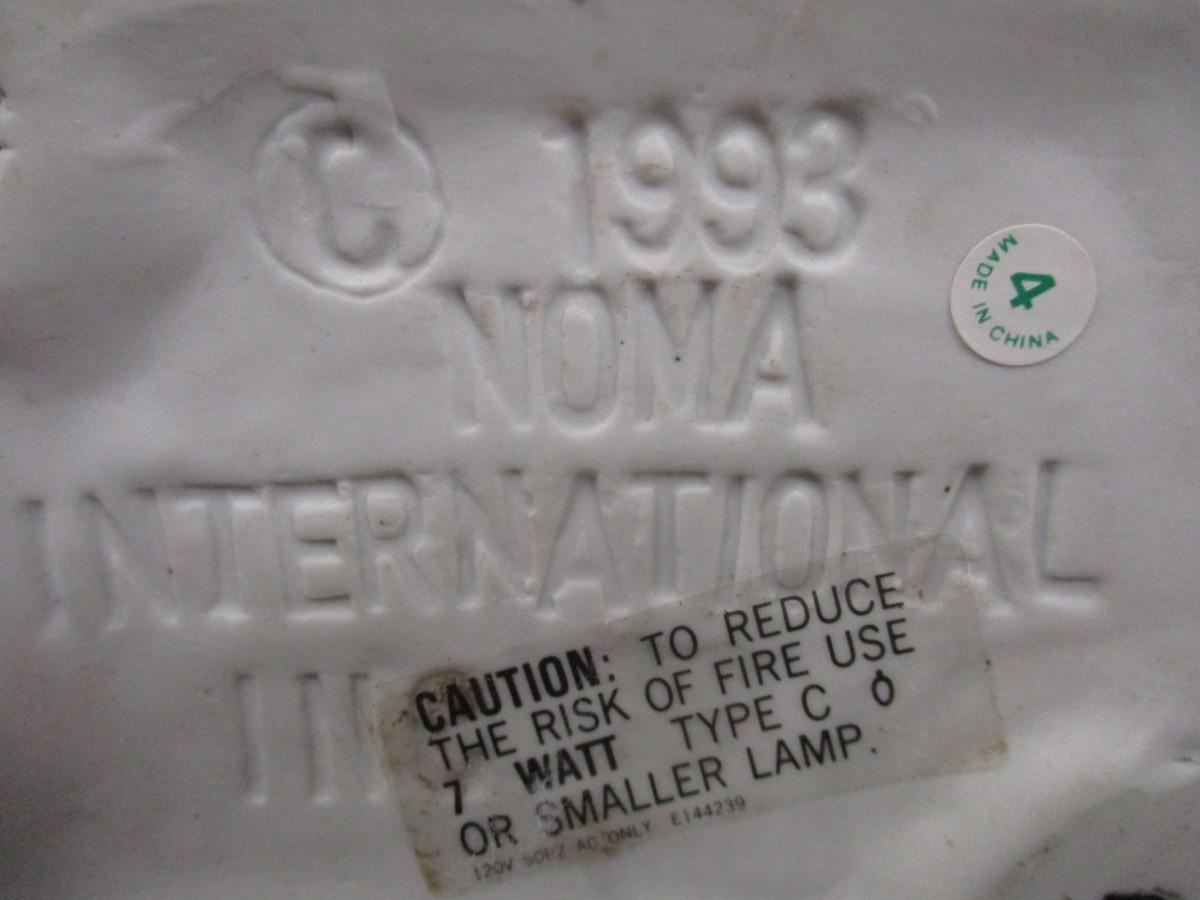 © 1993
NOMA
INTERNATIONAL
IN
MADE IN CHINA
4
CAUTION: TO REDUCE
THE RISK OF FIRE USE
7 WATT TYPE C
OR SMALLER LAMP.
120V AC ONLY E144239